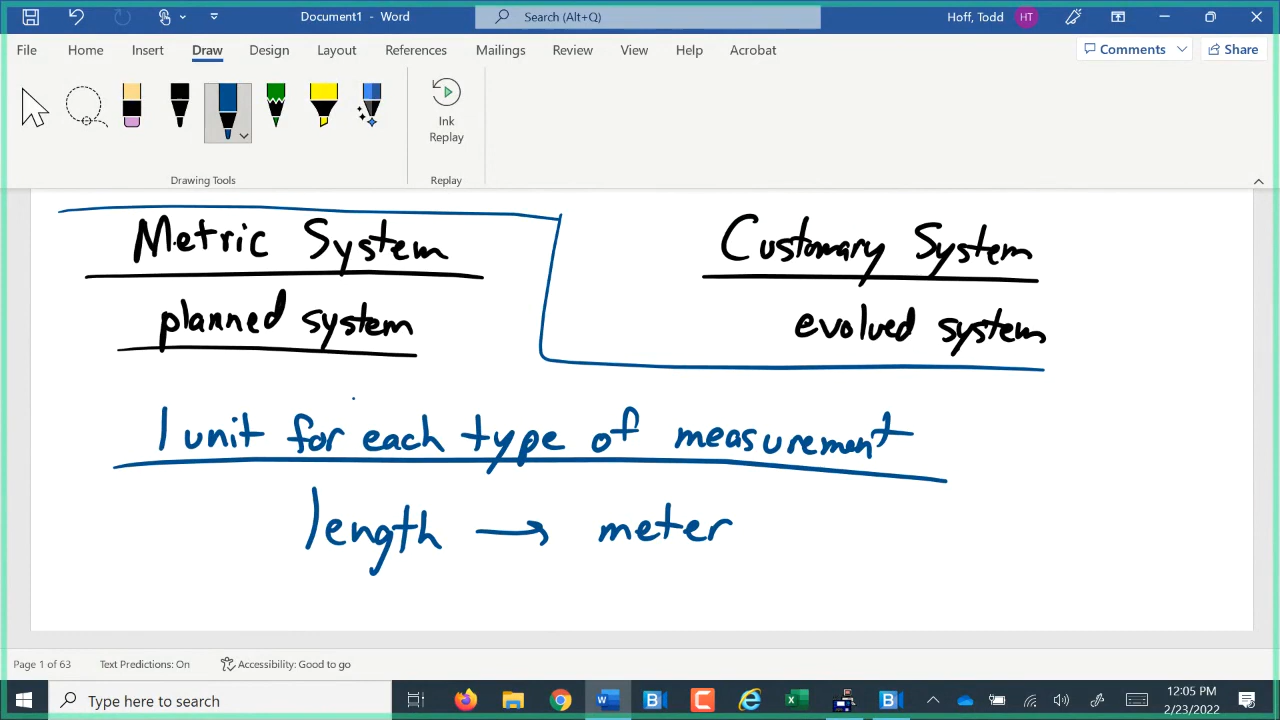 Document1 - Word
Search (Alt+Q)
Hoff, Todd HT
File Home Insert Draw Design Layout References Mailings Review View Help Acrobat
Comments Share
Ink
Replay
Drawing Tools Replay
Metric System Customary System
planned system evolved system
1 unit for each type of measurement
length → meter
Page 1 of 63 Text Predictions: On Accessibility: Good to go
Type here to search
12:05 PM
2/23/2022